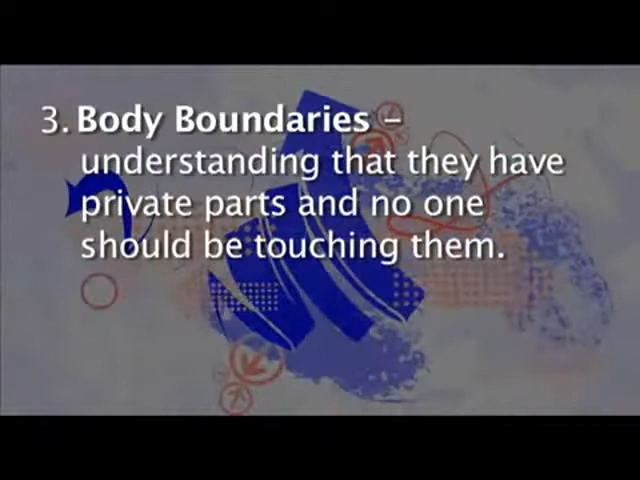 3. Body Boundaries –
understanding that they have
private parts and no one
should be touching them.